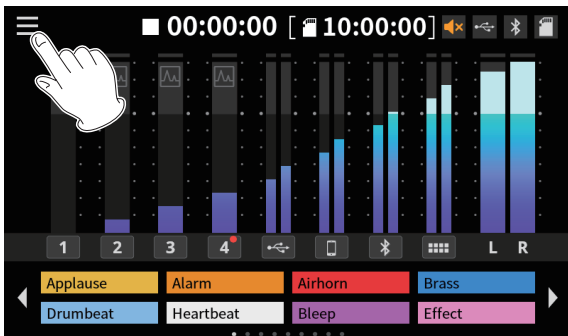 00:00:00 [ 10:00:00]
1 2 3 4 L R
Applause Alarm Airhorn Brass
Drumbeat Heartbeat Bleep Effect